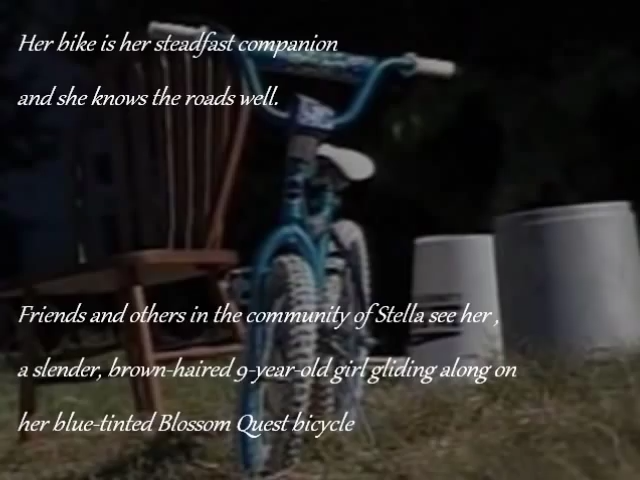 Her bike is her steadfast companion
and she knows the roads well.
Friends and others in the community of Stella see her ,
a slender, brown-haired 9-year-old girl gliding along on
her blue-tinted Blossom Quest bicycle